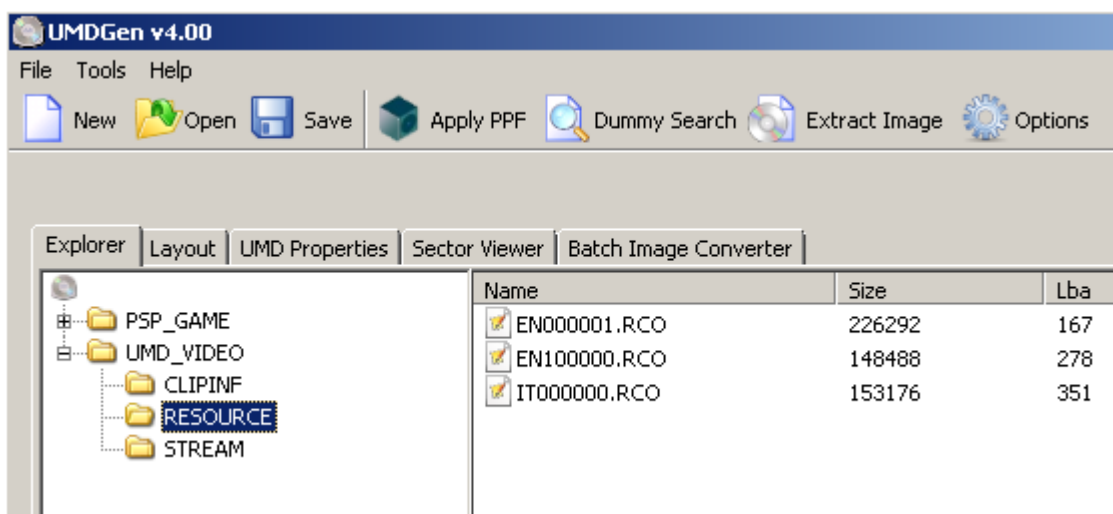 UMDGen v4.00
File Tools Help
New Open Save Apply PPF Dummy Search Extract Image Options
Explorer Layout UMD Properties Sector Viewer Batch Image Converter
Name Size Lba
PSP_GAME
UMD_VIDEO
CLIPINF
RESOURCE
STREAM
EN000001.RCO 226292 167
EN100000.RCO 148488 278
IT000000.RCO 153176 351